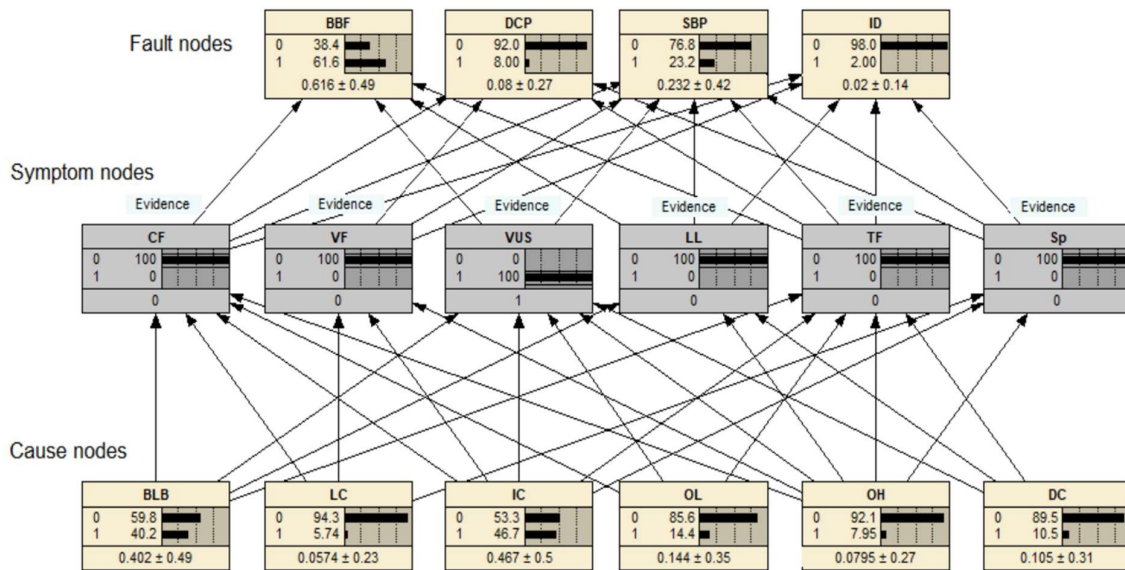 Fault nodes
BBF
0 38.4
1 61.6
0.616 ± 0.49
DCP
0 92.0
1 8.00
0.08 ± 0.27
SBP
0 76.8
1 23.2
0.232 ± 0.42
ID
0 98.0
1 2.00
0.02 ± 0.14
Symptom nodes
Evidence
CF
0 100
1 0
0
Evidence
VF
0 100
1 0
0
Evidence
VUS
0 0
1 100
1
Evidence
LL
0 100
1 0
0
Evidence
TF
0 100
1 0
0
Evidence
Sp
0 100
1 0
0
Cause nodes
BLB
0 59.8
1 40.2
0.402 ± 0.49
LC
0 94.3
1 5.74
0.0574 ± 0.23
IC
0 53.3
1 46.7
0.467 ± 0.5
OL
0 85.6
1 14.4
0.144 ± 0.35
OH
0 92.1
1 7.95
0.0795 ± 0.27
DC
0 89.5
1 10.5
0.105 ± 0.31